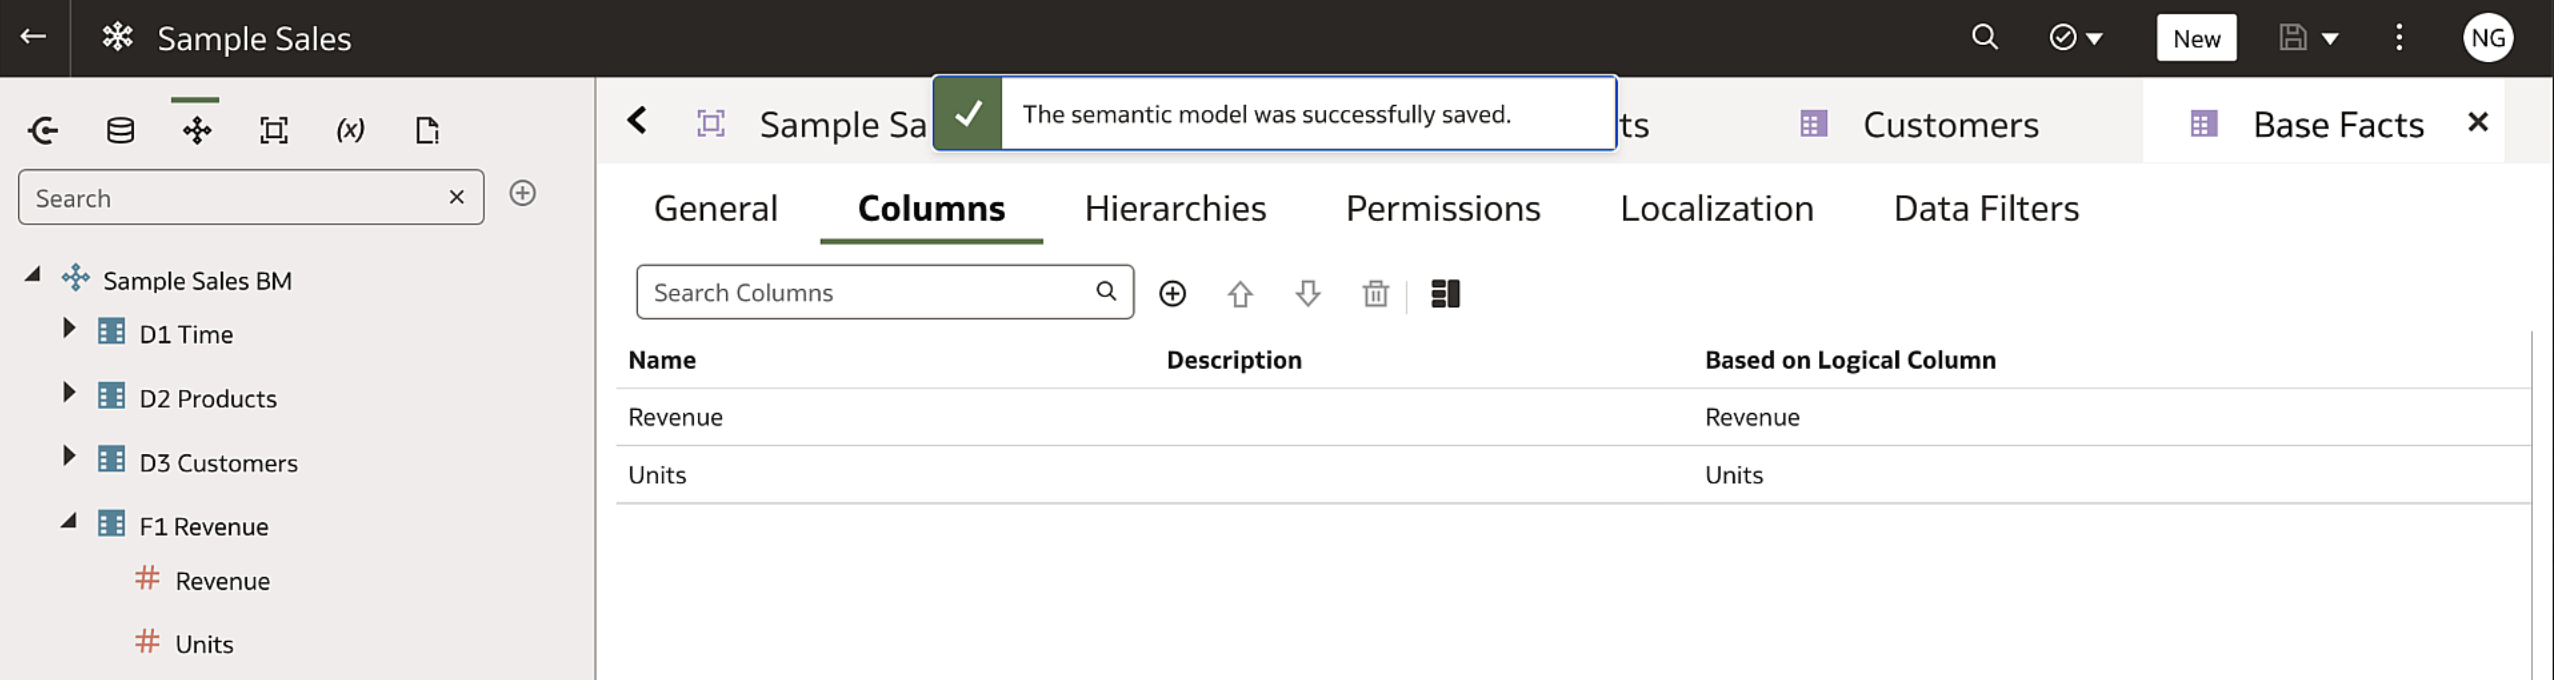 Sample Sales
New
NG
The semantic model was successfully saved.
Sample Sa
ts
Customers
Base Facts
Search
General
Columns
Hierarchies
Permissions
Localization
Data Filters
Search Columns
Sample Sales BM
D1 Time
D2 Products
D3 Customers
F1 Revenue
Revenue
Units
Name
Description
Based on Logical Column
Revenue
Revenue
Units
Units
(x)